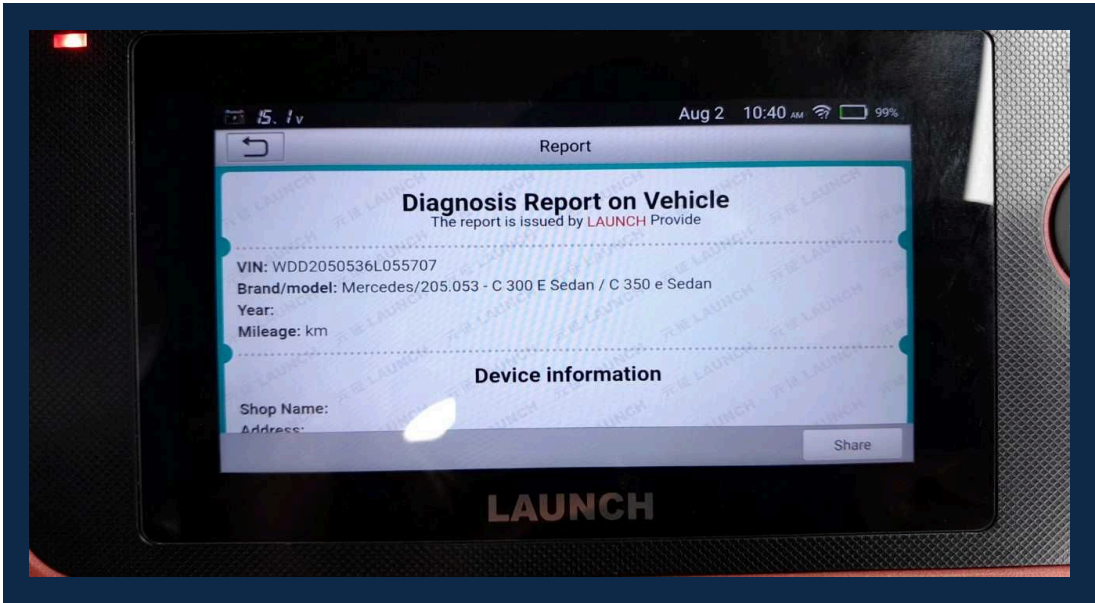 15.1v Aug 2 10:40 AM 99%
Report
Diagnosis Report on Vehicle
The report is issued by LAUNCH Provide
VIN: WDD2050536L055707
Brand/model: Mercedes/205.053 - C 300 E Sedan / C 350 e Sedan
Year:
Mileage: km
Device information
Shop Name:
Address:
Share
LAUNCH